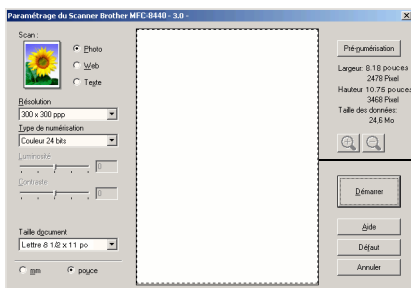 Paramétrage du Scanner Brother MFC-8440 - 3.0 -
Scan :
Photo
Web
Texte
Résolution
300 x 300 ppp
Type de numérisation
Couleur 24 bits
Luminosité
0
Contraste
0
Taille document
Lettre 8 1/2 x 11 po
mm
pouce
Pré-numérisation
Largeur: 8.18 pouces
2478 Pixel
Hauteur 10.75 pouces
3468 Pixel
Taille des données:
24,6 Mo
Démarrer
Aide
Défaut
Annuler